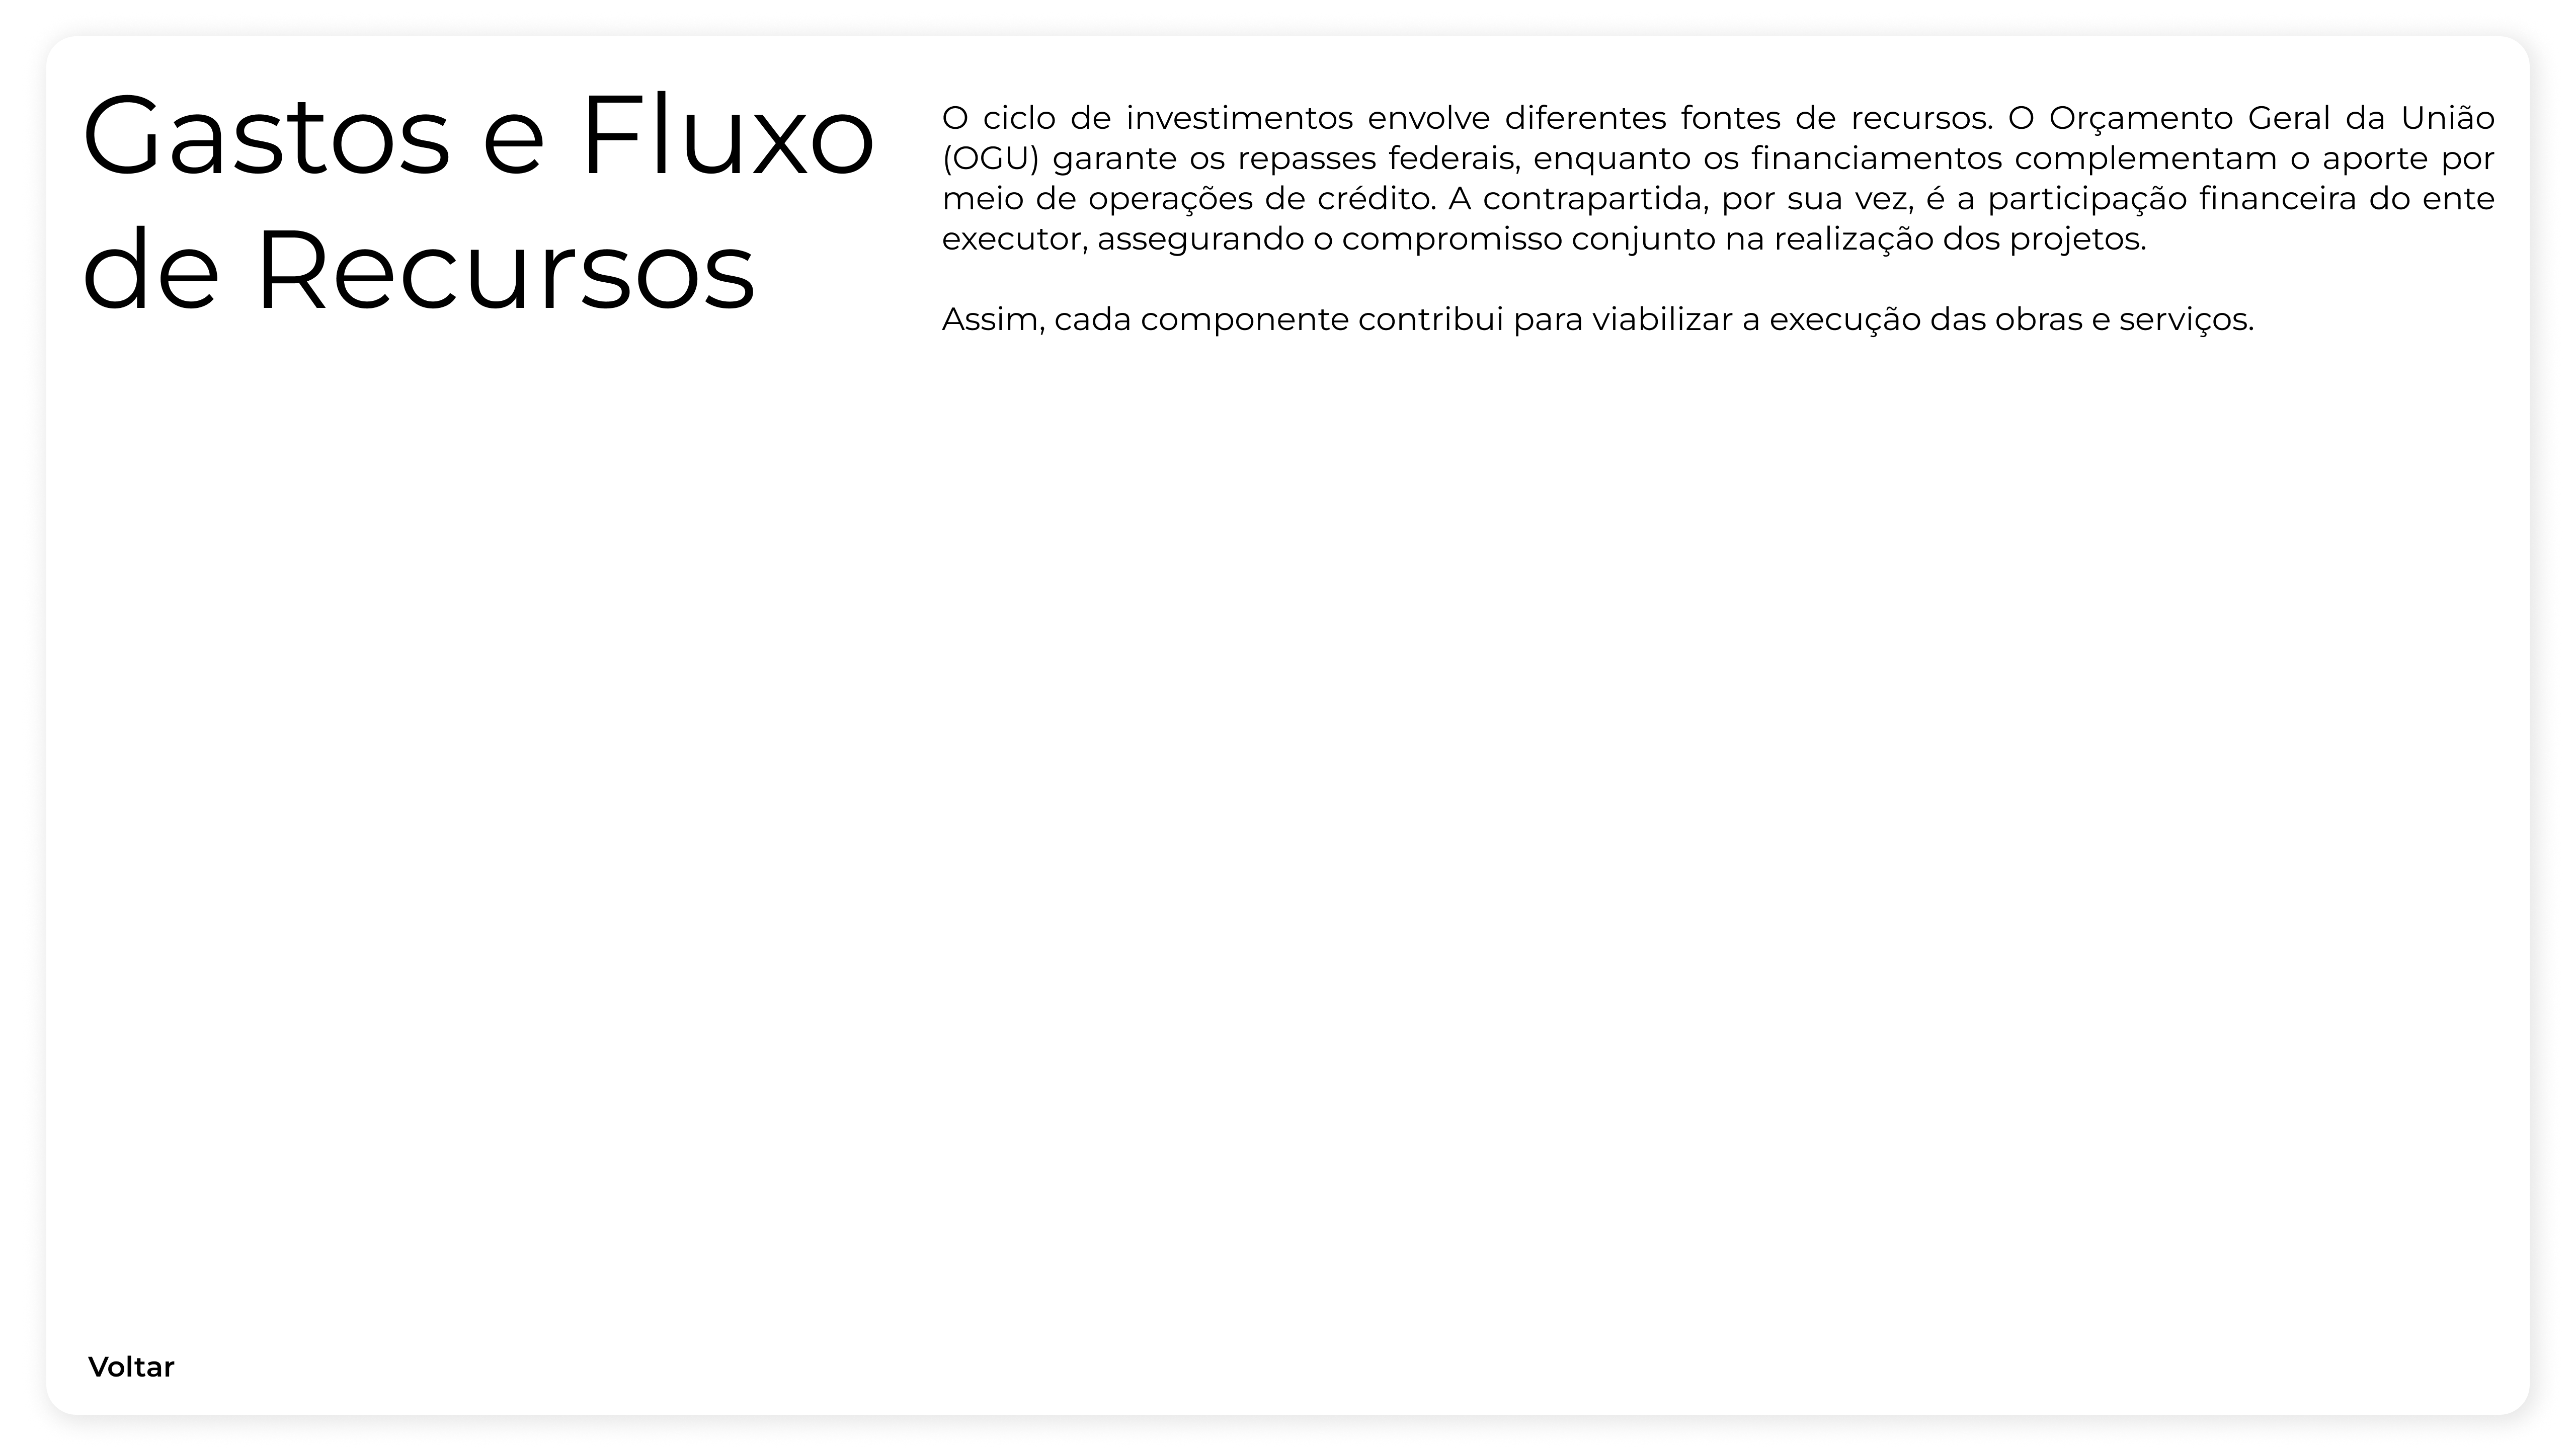 Gastos e Fluxo
de Recursos
O ciclo de investimentos envolve diferentes fontes de recursos. O Orçamento Geral da União
(OGU) garante os repasses federais, enquanto os financiamentos complementam o aporte por
meio de operações de crédito. A contrapartida, por sua vez, é a participação financeira do ente
executor, assegurando o compromisso conjunto na realização dos projetos.
Assim, cada componente contribui para viabilizar a execução das obras e serviços.
Voltar